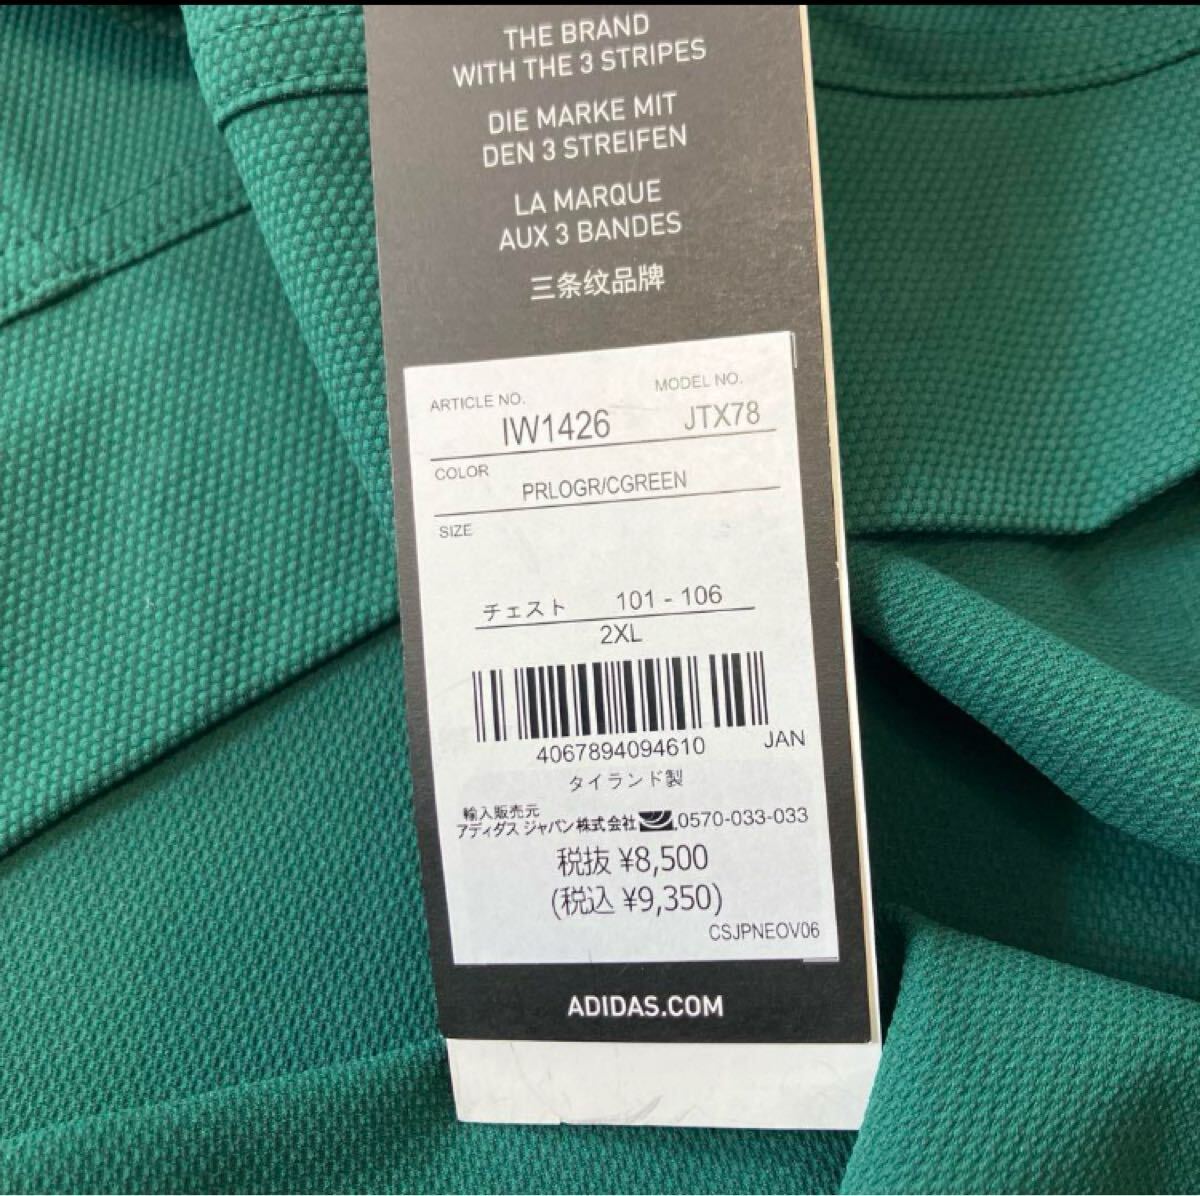 THE BRAND
WITH THE 3 STRIPES
DIE MARKE MIT
DEN 3 STREIFEN
LA MARQUE
AUX 3 BANDES
三条纹品牌
ARTICLE NO. MODEL NO.
IW1426 JTX78
COLOR
PRLOGR/CGREEN
SIZE
チェスト 101 - 106
2XL
4067894094610 JAN
タイランド製
輸入販売元
アディダス ジャパン株式会社 0570-033-033
税抜 ¥8,500
(税込 ¥9,350)
CSJPNEOV06
ADIDAS.COM